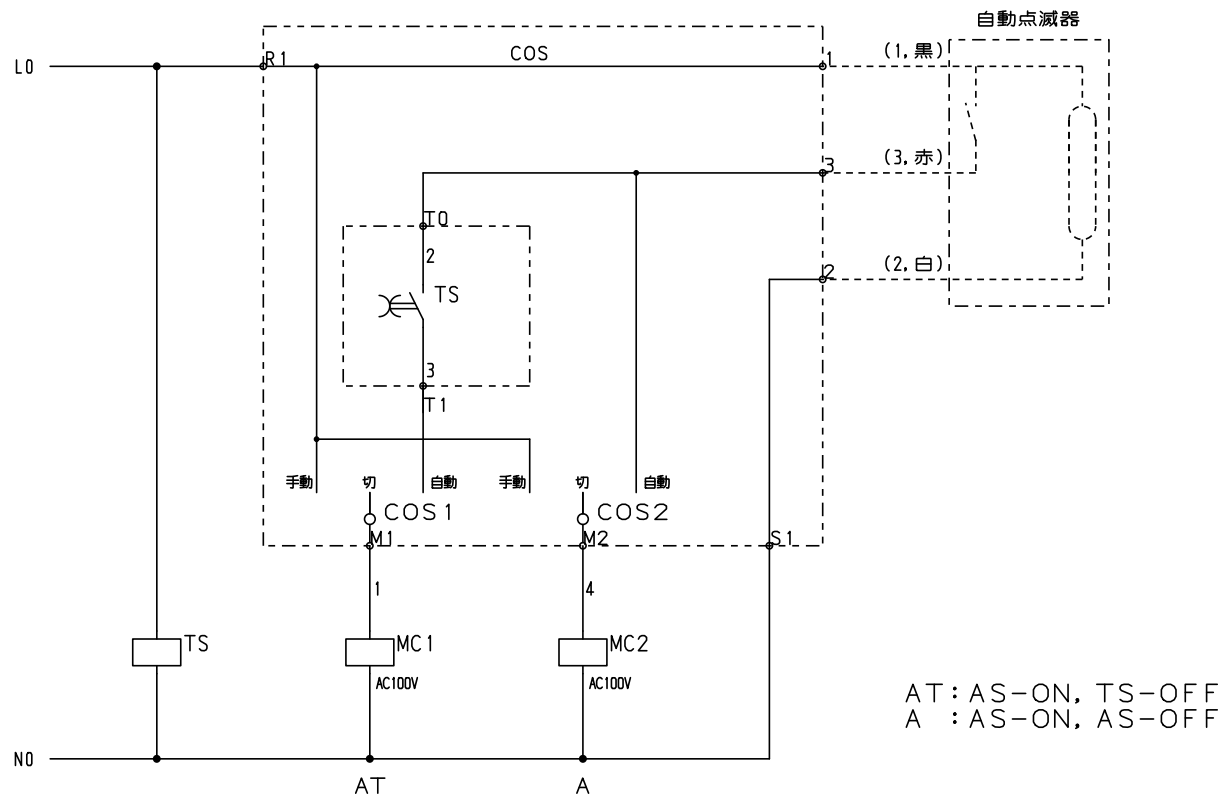 自動点滅器
L0
R1
COS
1
(1,黒)
3
(3,赤)
T0
2
TS
2
(2,白)
3
T1
手動
切
自動
手動
切
自動
COS1
COS2
M1
M2
S1
1
4
TS
MC1
MC2
AC100V
AC100V
AT:AS-ON, TS-OFF
A :AS-ON, AS-OFF
N0
AT
A